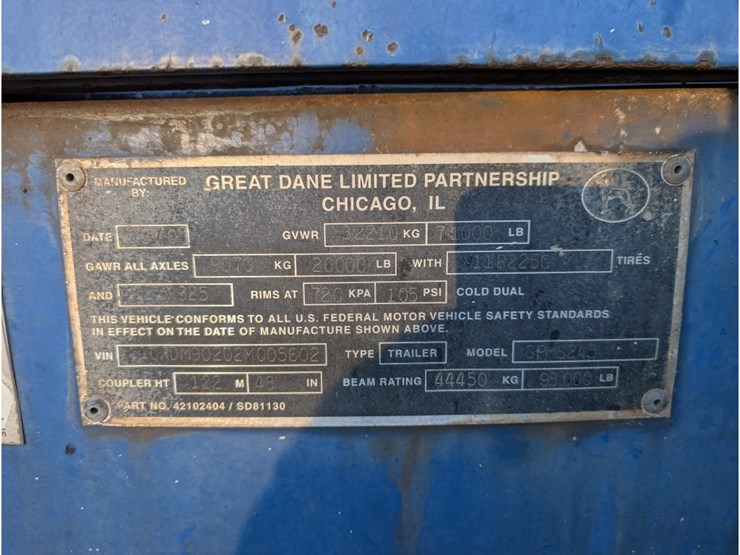 MANUFACTURED BY: GREAT DANE LIMITED PARTNERSHIP
CHICAGO, IL
DATE GVWR KG LB
GAWR ALL AXLES 9070 KG 20000 LB WITH TIRES
AND RIMS AT 720 KPA 105 PSI COLD DUAL
THIS VEHICLE CONFORMS TO ALL U.S. FEDERAL MOTOR VEHICLE SAFETY STANDARDS
IN EFFECT ON THE DATE OF MANUFACTURE SHOWN ABOVE.
VIN TYPE TRAILER MODEL
COUPLER HT 122 M 48 IN BEAM RATING 44450 KG LB
PART NO. 42102404 / SD81130